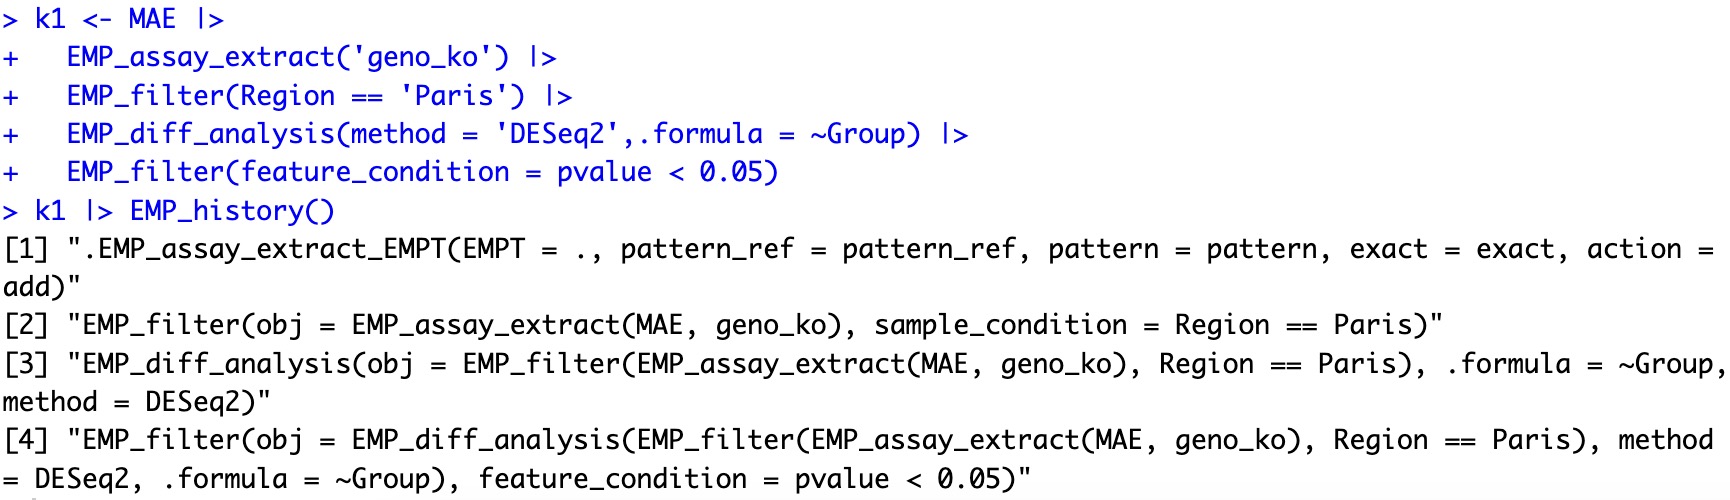 > k1 <- MAE |>
+   EMP_assay_extract('geno_ko') |>
+   EMP_filter(Region == 'Paris') |>
+   EMP_diff_analysis(method = 'DESeq2',.formula = ~Group) |>
+   EMP_filter(feature_condition = pvalue < 0.05)
> k1 |> EMP_history()
[1] ".EMP_assay_extract_EMPT(EMPT = ., pattern_ref = pattern_ref, pattern = pattern, exact = exact, action =
add)"
[2] "EMP_filter(obj = EMP_assay_extract(MAE, geno_ko), sample_condition = Region == Paris)"
[3] "EMP_diff_analysis(obj = EMP_filter(EMP_assay_extract(MAE, geno_ko), Region == Paris), .formula = ~Group,
method = DESeq2)"
[4] "EMP_filter(obj = EMP_diff_analysis(EMP_filter(EMP_assay_extract(MAE, geno_ko), Region == Paris), method
= DESeq2, .formula = ~Group), feature_condition = pvalue < 0.05)"